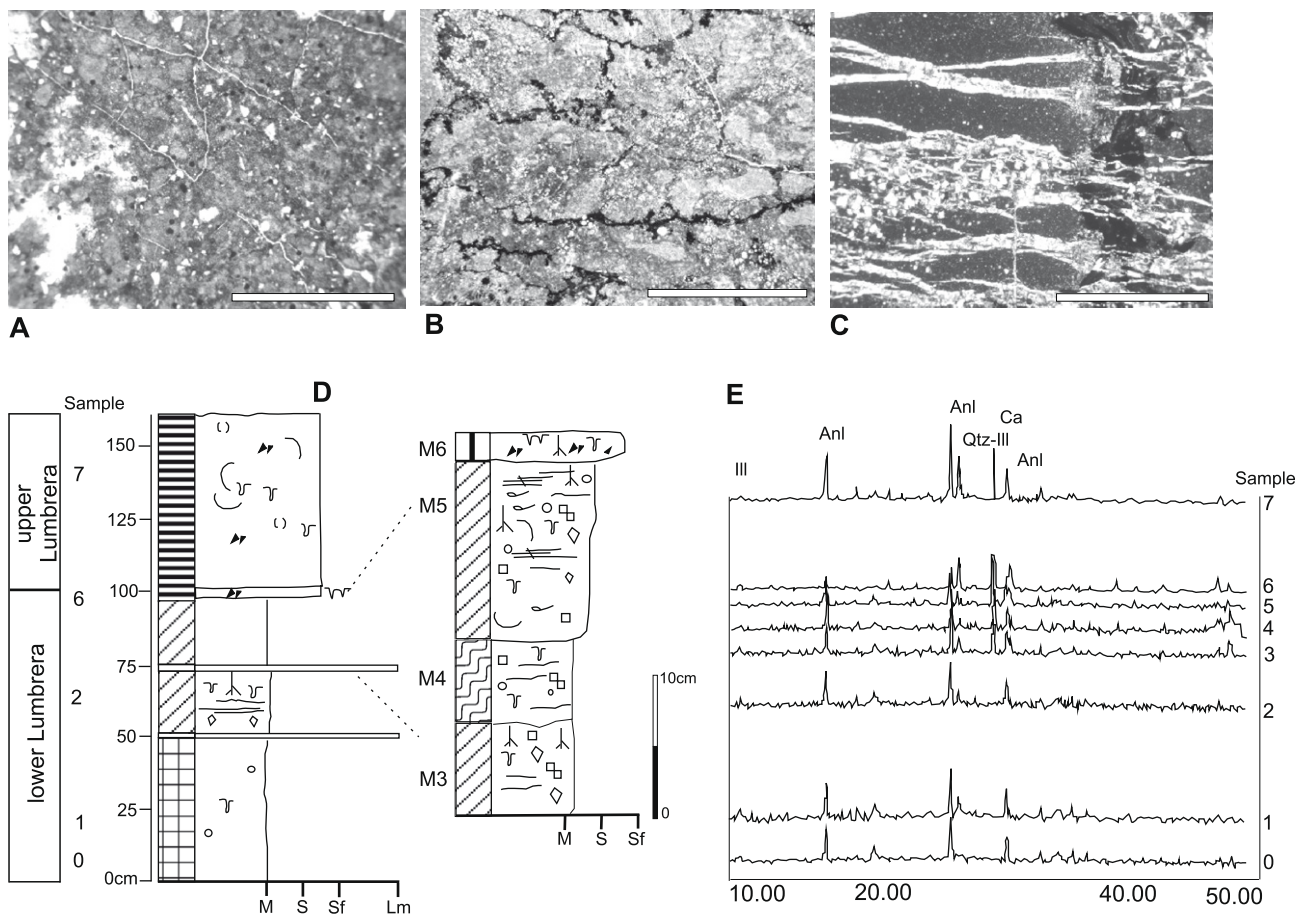 A
B
C
D
E
Sample
150
125
100
75
50
25
0cm
7
6
2
1
0
upper
Lumbrera
lower Lumbrera
M S Sf Lm
M6
M5
M4
M3
10cm
0
M S Sf
Ill
Anl
Anl
Qtz-Ill
Ca
Anl
Sample
7
6
5
4
3
2
1
0
10.00 20.00 40.00 50.00